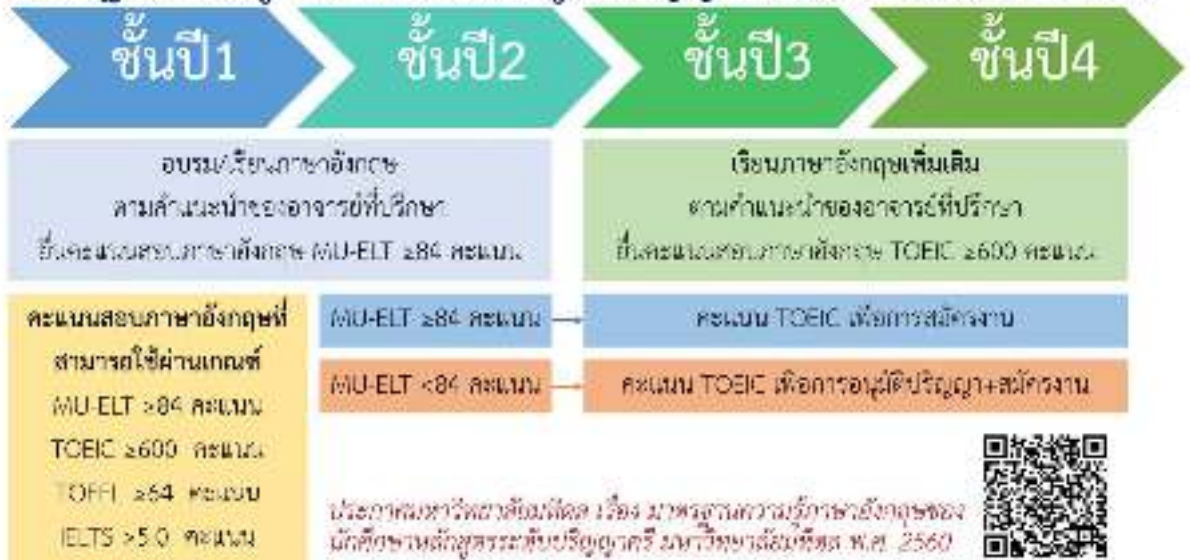 ชั้นปี1
ชั้นปี2
ชั้นปี3
ชั้นปี4
อบรม/เรียนภาษาอังกฤษ
ตามคำแนะนำของอาจารย์ที่ปรึกษา
ยื่นคะแนนสอบภาษาอังกฤษ MU-ELT ≥84 คะแนน
เรียนภาษาอังกฤษเพิ่มเติม
ตามคำแนะนำของอาจารย์ที่ปรึกษา
ยื่นคะแนนสอบภาษาอังกฤษ TOEIC ≥600 คะแนน
คะแนนสอบภาษาอังกฤษที่
สามารถใช้ผ่านเกณฑ์
MU-ELT ≥84 คะแนน
TOEIC ≥600 คะแนน
TOEFL ≥64 คะแนน
IELTS ≥5.0 คะแนน
MU-ELT ≥84 คะแนน
คะแนน TOEIC เพื่อการสมัครงาน
MU-ELT <84 คะแนน
คะแนน TOEIC เพื่อการอนุมัติปริญญา+สมัครงาน
ประกาศมหาวิทยาลัยมหิดล เรื่อง มาตรฐานความรู้ภาษาอังกฤษของ
นักศึกษาหลักสูตรระดับปริญญาตรี มหาวิทยาลัยมหิดล พ.ศ. 2560